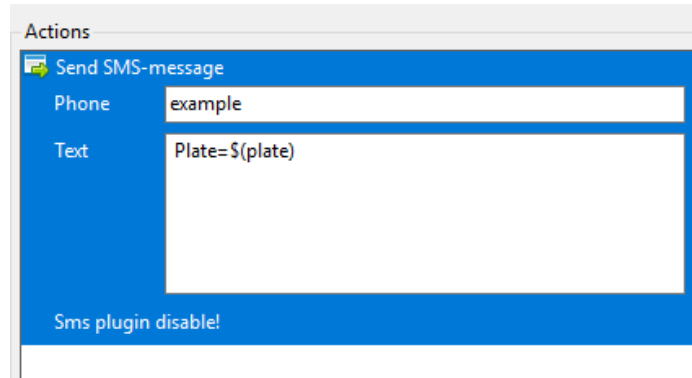 Actions
Send SMS-message
Phone example
Text Plate=$(plate)
Sms plugin disable!